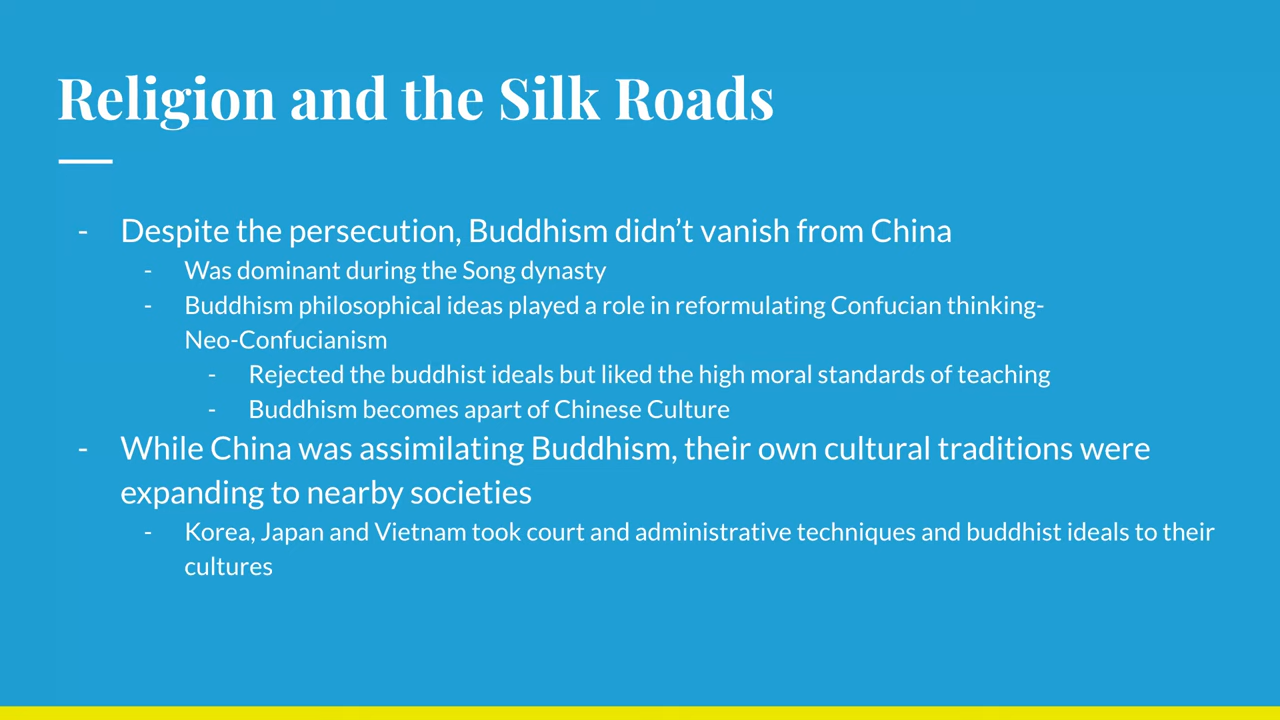 Religion and the Silk Roads
- Despite the persecution, Buddhism didn’t vanish from China
- Was dominant during the Song dynasty
- Buddhism philosophical ideas played a role in reformulating Confucian thinking-
Neo-Confucianism
- Rejected the buddhist ideals but liked the high moral standards of teaching
- Buddhism becomes apart of Chinese Culture
- While China was assimilating Buddhism, their own cultural traditions were
expanding to nearby societies
- Korea, Japan and Vietnam took court and administrative techniques and buddhist ideals to their
cultures